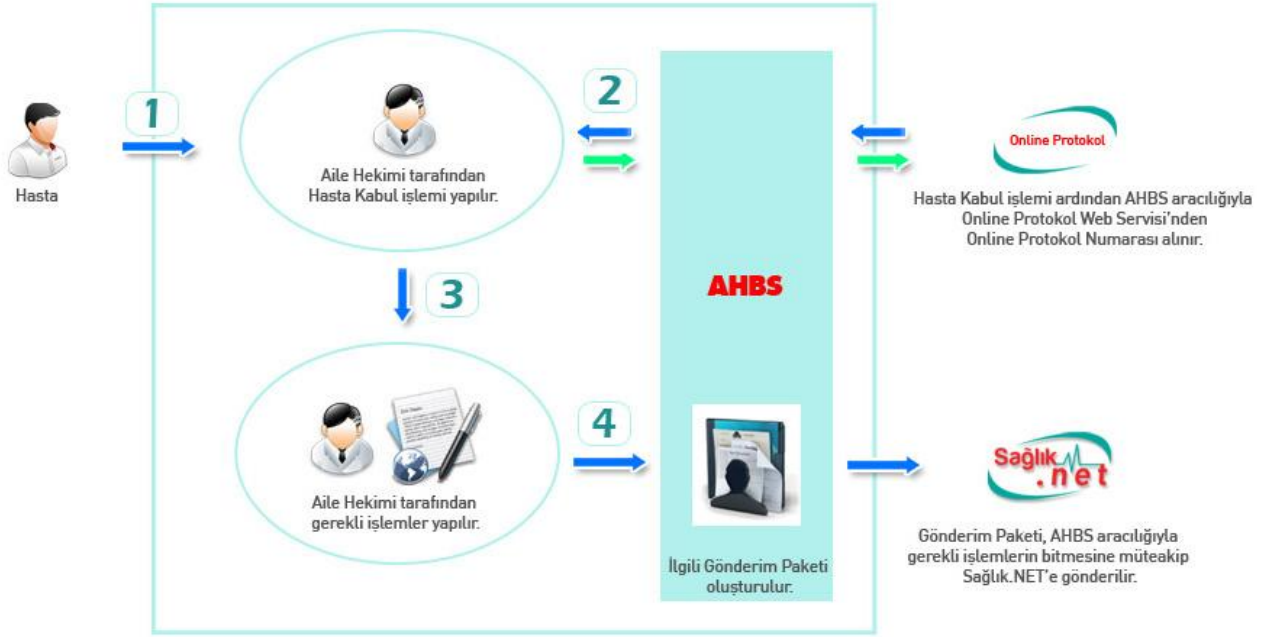 1
Hasta
Aile Hekimi tarafından
Hasta Kabul işlemi yapılır.
2
Online Protokol
Hasta Kabul işlemi ardından AHBS aracılığıyla
Online Protokol Web Servisi'nden
Online Protokol Numarası alınır.
AHBS
3
Aile Hekimi tarafından
gerekli işlemler yapılır.
4
İlgili Gönderim Paketi
oluşturulur.
Sağlık
.net
Gönderim Paketi, AHBS aracılığıyla
gerekli işlemlerin bitmesine müteakip
Sağlık.NET'e gönderilir.